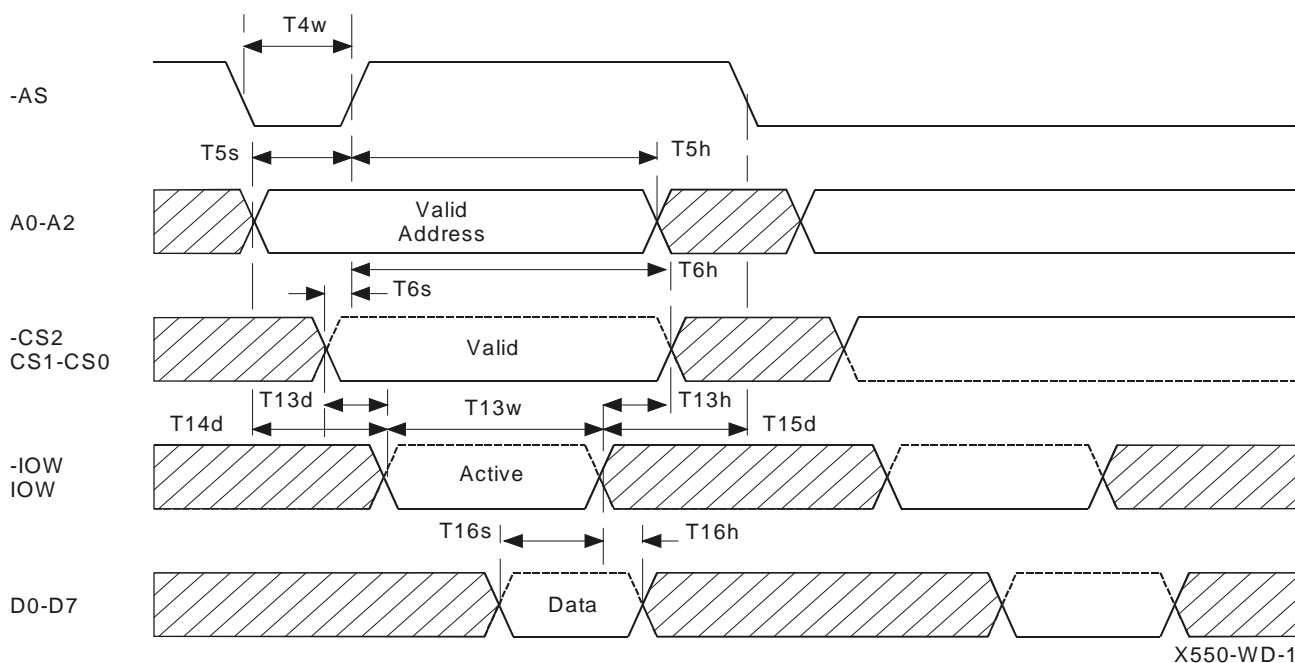 T4w
-AS
T5s
T5h
A0-A2
Valid
Address
T6h
T6s
-CS2
CS1-CS0
Valid
T13d
T13w
T13h
T14d
T15d
-IOW
IOW
Active
T16s
T16h
D0-D7
Data
X550-WD-1